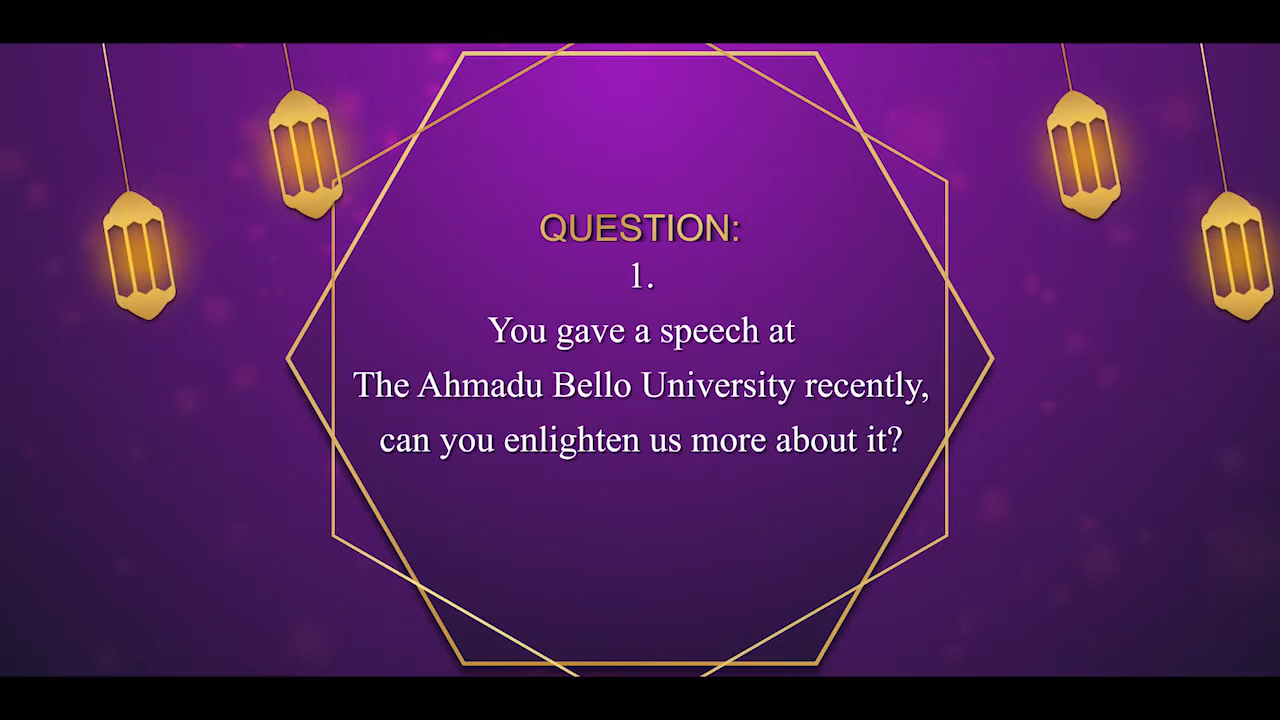 QUESTION:
1.
You gave a speech at
The Ahmadu Bello University recently,
can you enlighten us more about it?